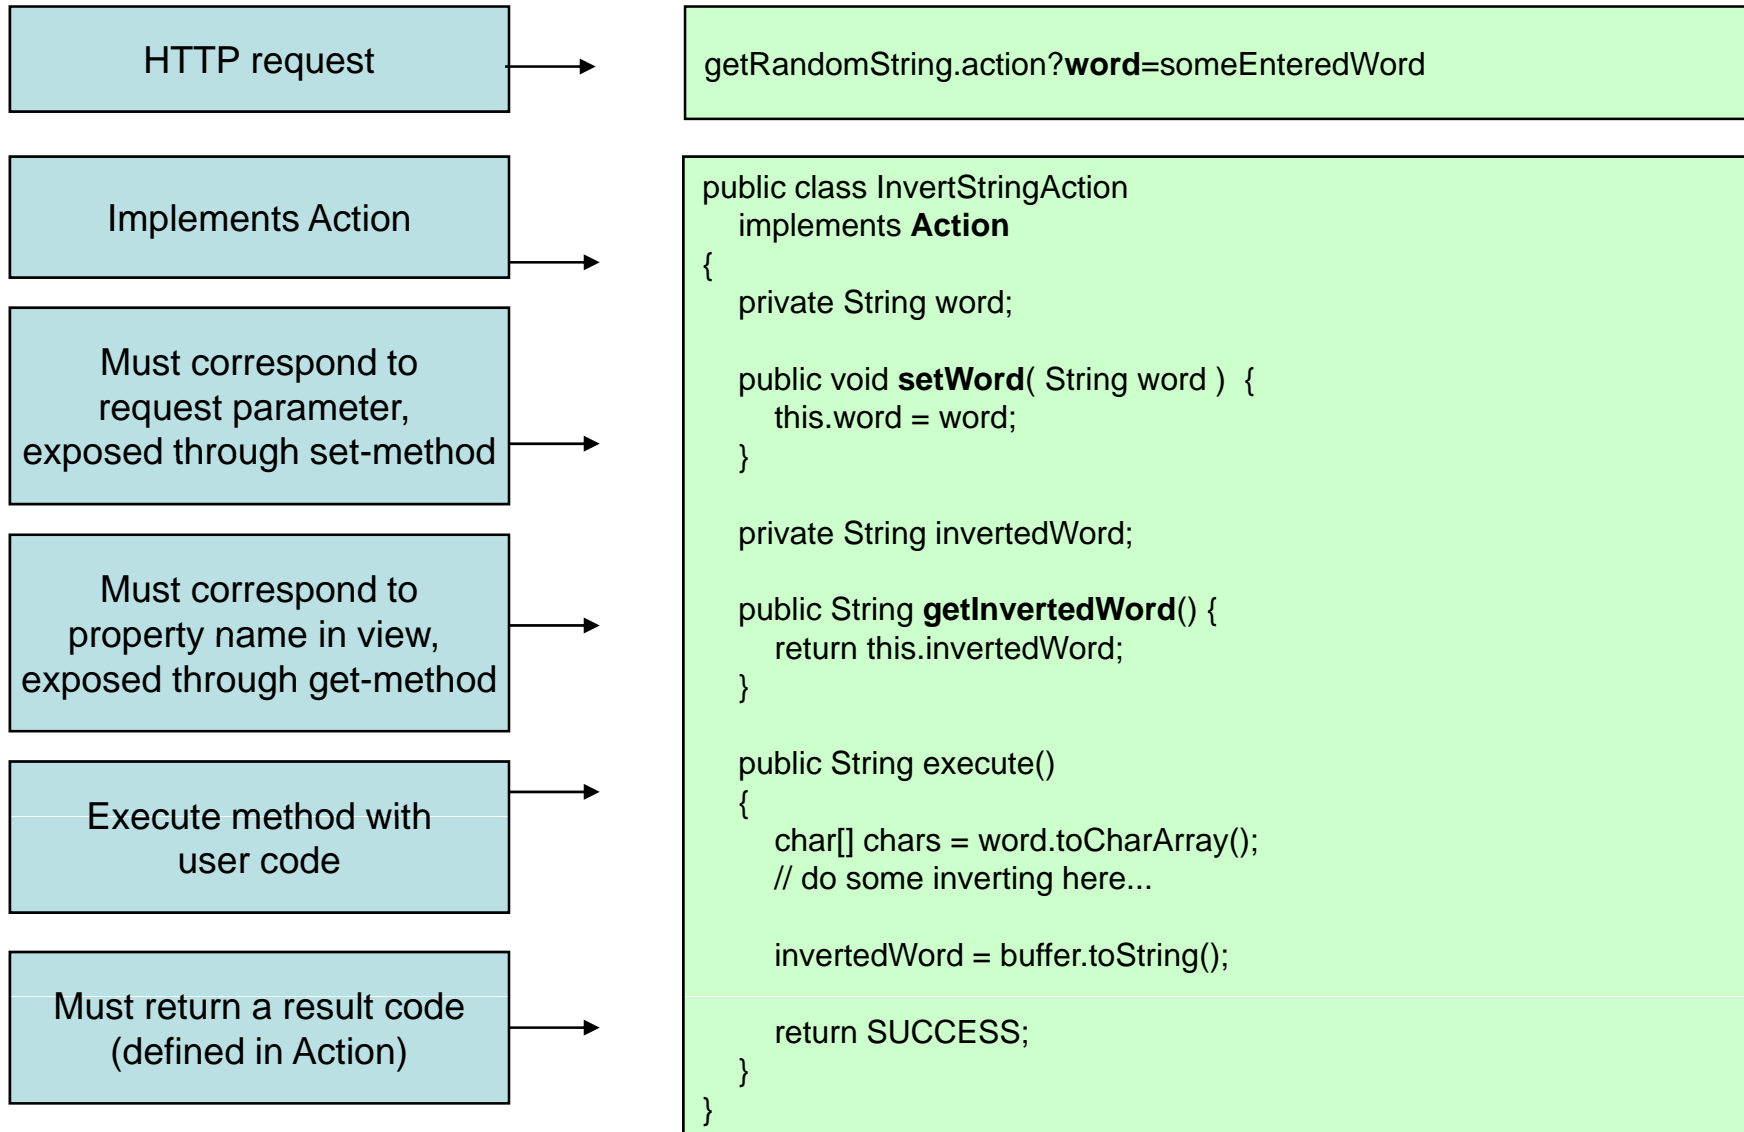 HTTP request
getRandomString.action?word=someEnteredWord
Implements Action
public class InvertStringAction
implements Action
{
private String word;
Must correspond to
request parameter,
exposed through set-method
public void setWord( String word ) {
this.word = word;
}
private String invertedWord;
Must correspond to
property name in view,
exposed through get-method
public String getInvertedWord() {
return this.invertedWord;
}
Execute method with
user code
public String execute()
{
char[] chars = word.toCharArray();
// do some inverting here...
invertedWord = buffer.toString();
Must return a result code
(defined in Action)
return SUCCESS;
}
}